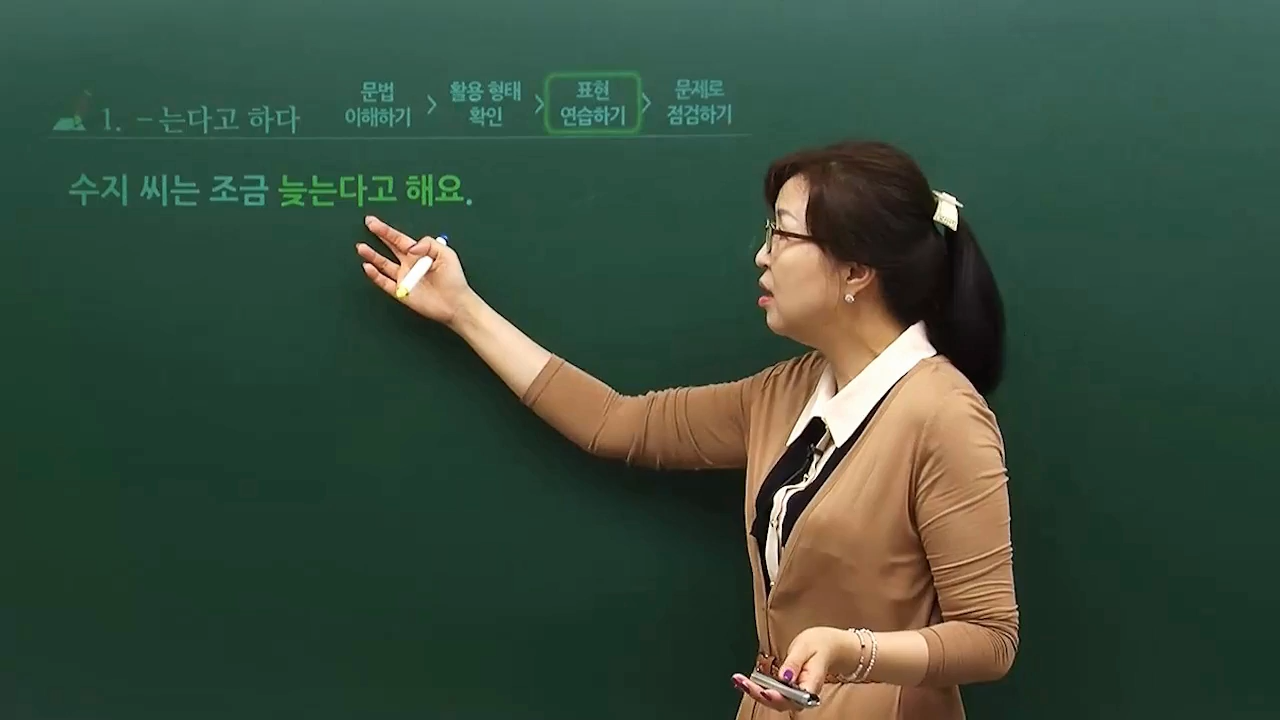 1. -는다고 하다
문법 이해하기 > 활용 형태 확인 > 표현 연습하기 > 문제로 점검하기
수지 씨는 조금 늦는다고 해요.